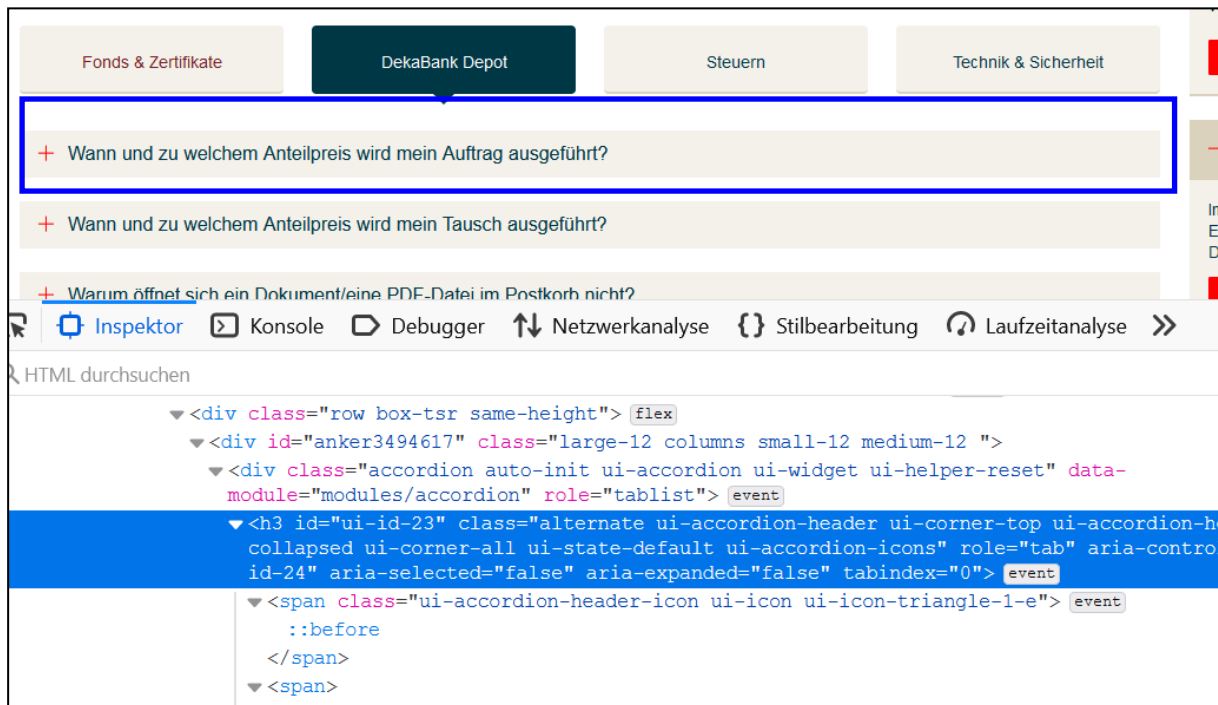 Fonds & Zertifikate DekaBank Depot Steuern Technik & Sicherheit
+ Wann und zu welchem Anteilpreis wird mein Auftrag ausgeführt?
+ Wann und zu welchem Anteilpreis wird mein Tausch ausgeführt?
+ Warum öffnet sich ein Dokument/eine PDF-Datei im Postkorb nicht?
Inspektor Konsole Debugger Netzwerkanalyse {} Stilbearbeitung Laufzeitanalyse
HTML durchsuchen
<div class="row box-tsr same-height"> flex
<div id="anker3494617" class="large-12 columns small-12 medium-12 ">
<div class="accordion auto-init ui-accordion ui-widget ui-helper-reset" data-
module="modules/accordion" role="tablist"> event
<h3 id="ui-id-23" class="alternate ui-accordion-header ui-corner-top ui-accordion-h
collapsed ui-corner-all ui-state-default ui-accordion-icons" role="tab" aria-contro
id-24" aria-selected="false" aria-expanded="false" tabindex="0"> event
<span class="ui-accordion-header-icon ui-icon ui-icon-triangle-1-e"> event
::before
</span>
<span>